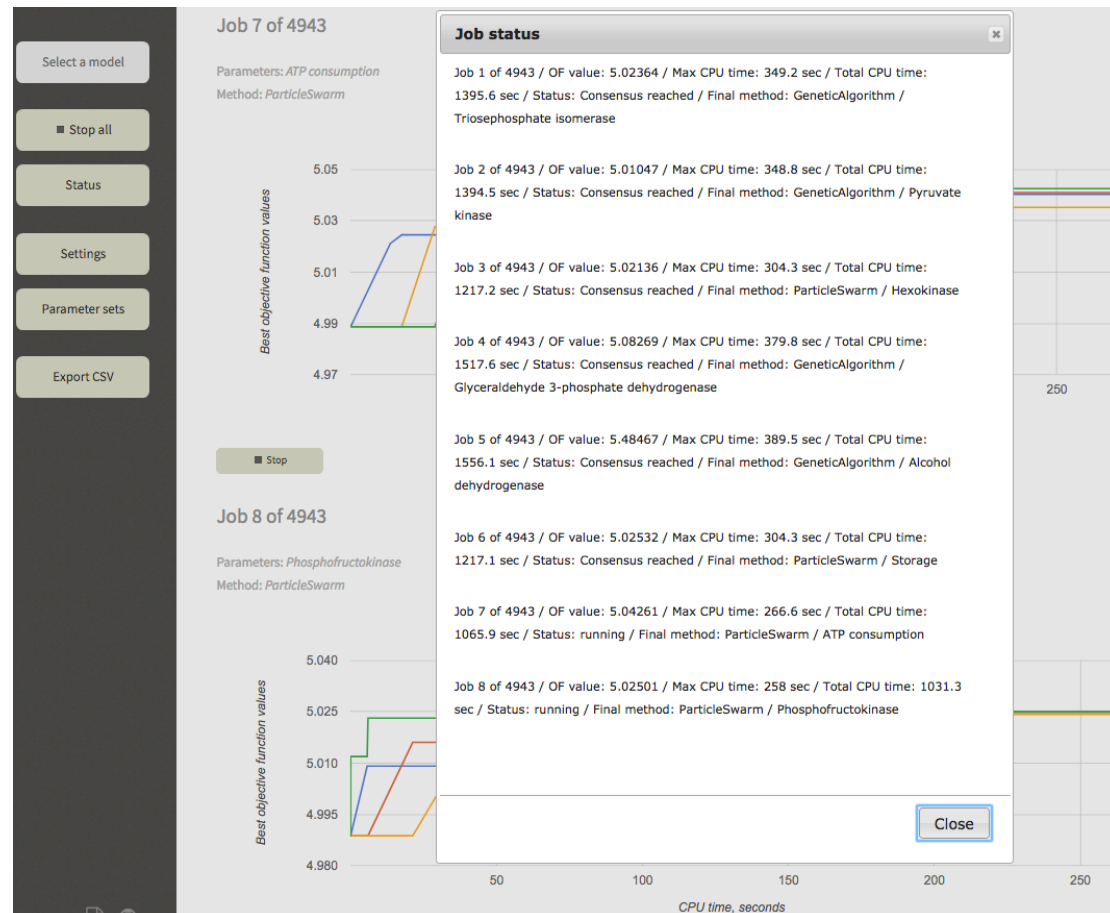 Select a model
■ Stop all
Status
Settings
Parameter sets
Export CSV
Job 7 of 4943
Parameters: ATP consumption
Method: ParticleSwarm
Best objective function values
5.05
5.03
5.01
4.99
4.97
250
■ Stop
Job 8 of 4943
Parameters: Phosphofructokinase
Method: ParticleSwarm
Best objective function values
5.040
5.025
5.010
4.995
4.980
50
100
150
200
250
CPU time, seconds
Job status
Job 1 of 4943 / OF value: 5.02364 / Max CPU time: 349.2 sec / Total CPU time:
1395.6 sec / Status: Consensus reached / Final method: GeneticAlgorithm /
Triosephosphate isomerase
Job 2 of 4943 / OF value: 5.01047 / Max CPU time: 348.8 sec / Total CPU time:
1394.5 sec / Status: Consensus reached / Final method: GeneticAlgorithm / Pyruvate
kinase
Job 3 of 4943 / OF value: 5.02136 / Max CPU time: 304.3 sec / Total CPU time:
1217.2 sec / Status: Consensus reached / Final method: ParticleSwarm / Hexokinase
Job 4 of 4943 / OF value: 5.08269 / Max CPU time: 379.8 sec / Total CPU time:
1517.6 sec / Status: Consensus reached / Final method: GeneticAlgorithm /
Glyceraldehyde 3-phosphate dehydrogenase
Job 5 of 4943 / OF value: 5.48467 / Max CPU time: 389.5 sec / Total CPU time:
1556.1 sec / Status: Consensus reached / Final method: GeneticAlgorithm / Alcohol
dehydrogenase
Job 6 of 4943 / OF value: 5.02532 / Max CPU time: 304.3 sec / Total CPU time:
1217.1 sec / Status: Consensus reached / Final method: ParticleSwarm / Storage
Job 7 of 4943 / OF value: 5.04261 / Max CPU time: 266.6 sec / Total CPU time:
1065.9 sec / Status: running / Final method: ParticleSwarm / ATP consumption
Job 8 of 4943 / OF value: 5.02501 / Max CPU time: 258 sec / Total CPU time: 1031.3
sec / Status: running / Final method: ParticleSwarm / Phosphofructokinase
Close